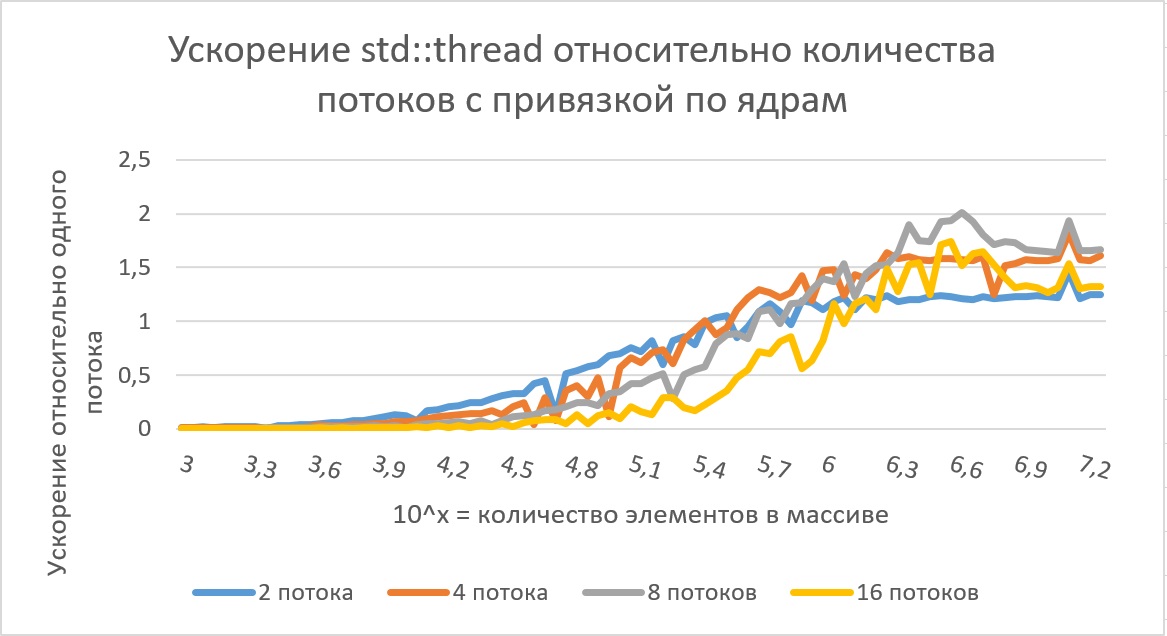 Ускорение std::thread относительно количества
потоков с привязкой по ядрам
Ускорение относительно одного
потока
2,5
2
1,5
1
0,5
0
3
3,3
3,6
3,9
4,2
4,5
4,8
5,1
5,4
5,7
6
6,3
6,6
6,9
7,2
10^x = количество элементов в массиве
2 потока
4 потока
8 потоков
16 потоков